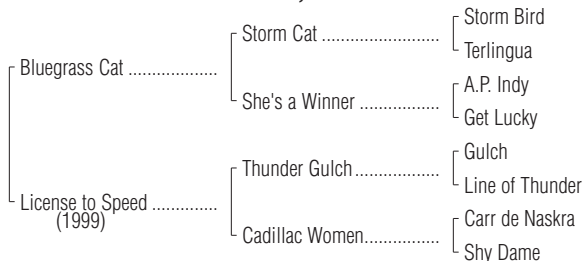 Storm Bird
Storm Cat ..............................
Terlingua
Bluegrass Cat ......................
A.P. Indy
She's a Winner ....................
Get Lucky
Gulch
Thunder Gulch.....................
Line of Thunder
License to Speed ................
(1999)
Carr de Naskra
Cadillac Women...................
Shy Dame